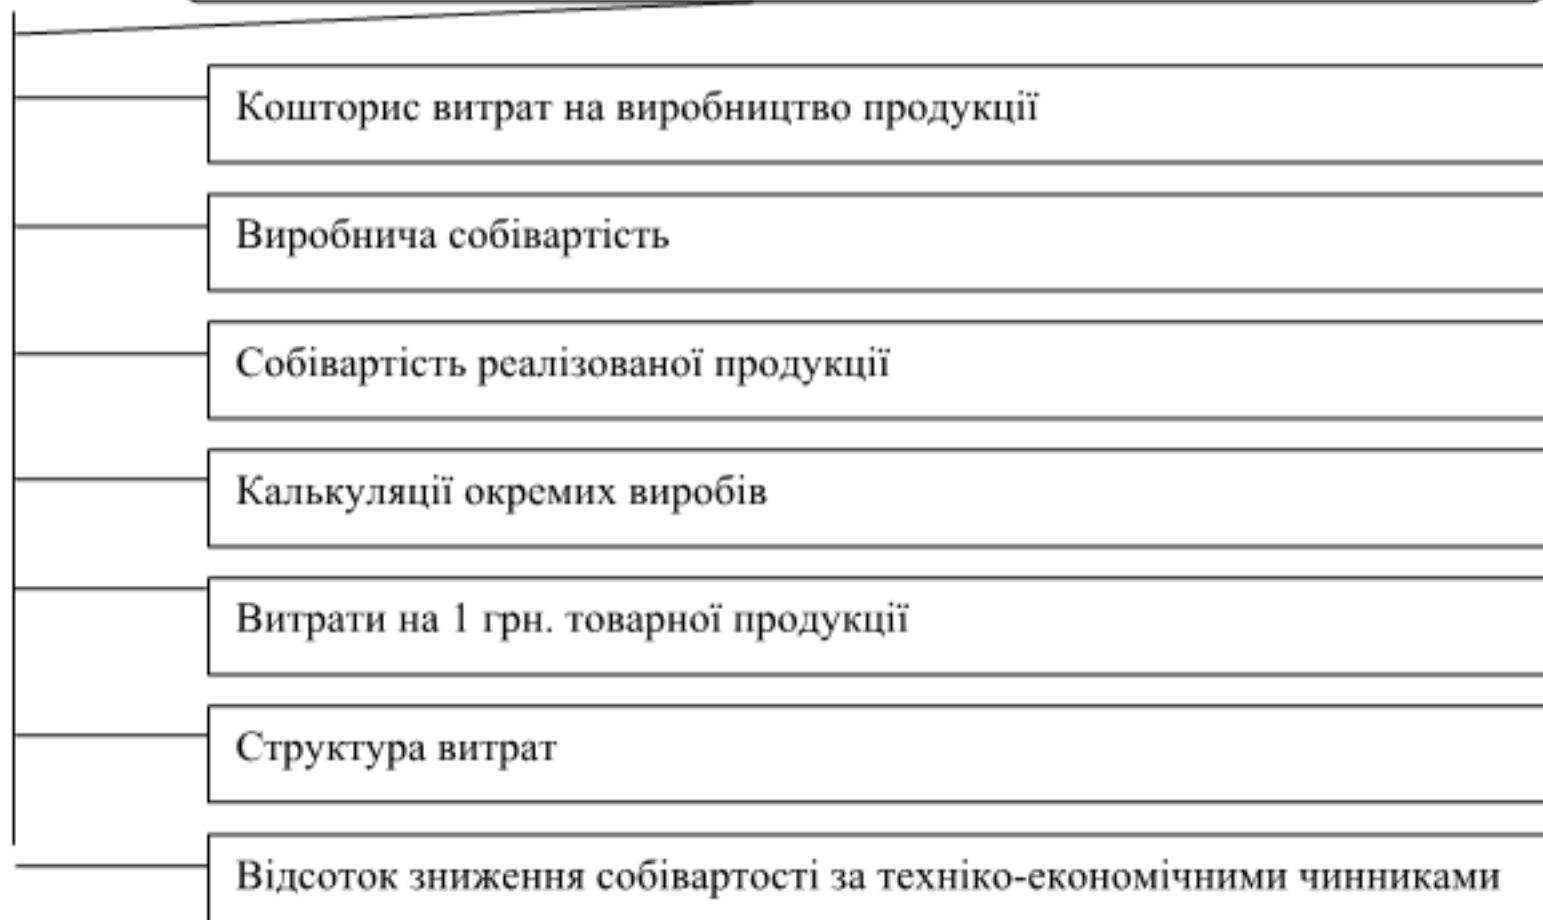 Кошторис витрат на виробництво продукції
Виробнича собівартість
Собівартість реалізованої продукції
Калькуляції окремих виробів
Витрати на 1 грн. товарної продукції
Структура витрат
Відсоток зниження собівартості за техніко-економічними чинниками